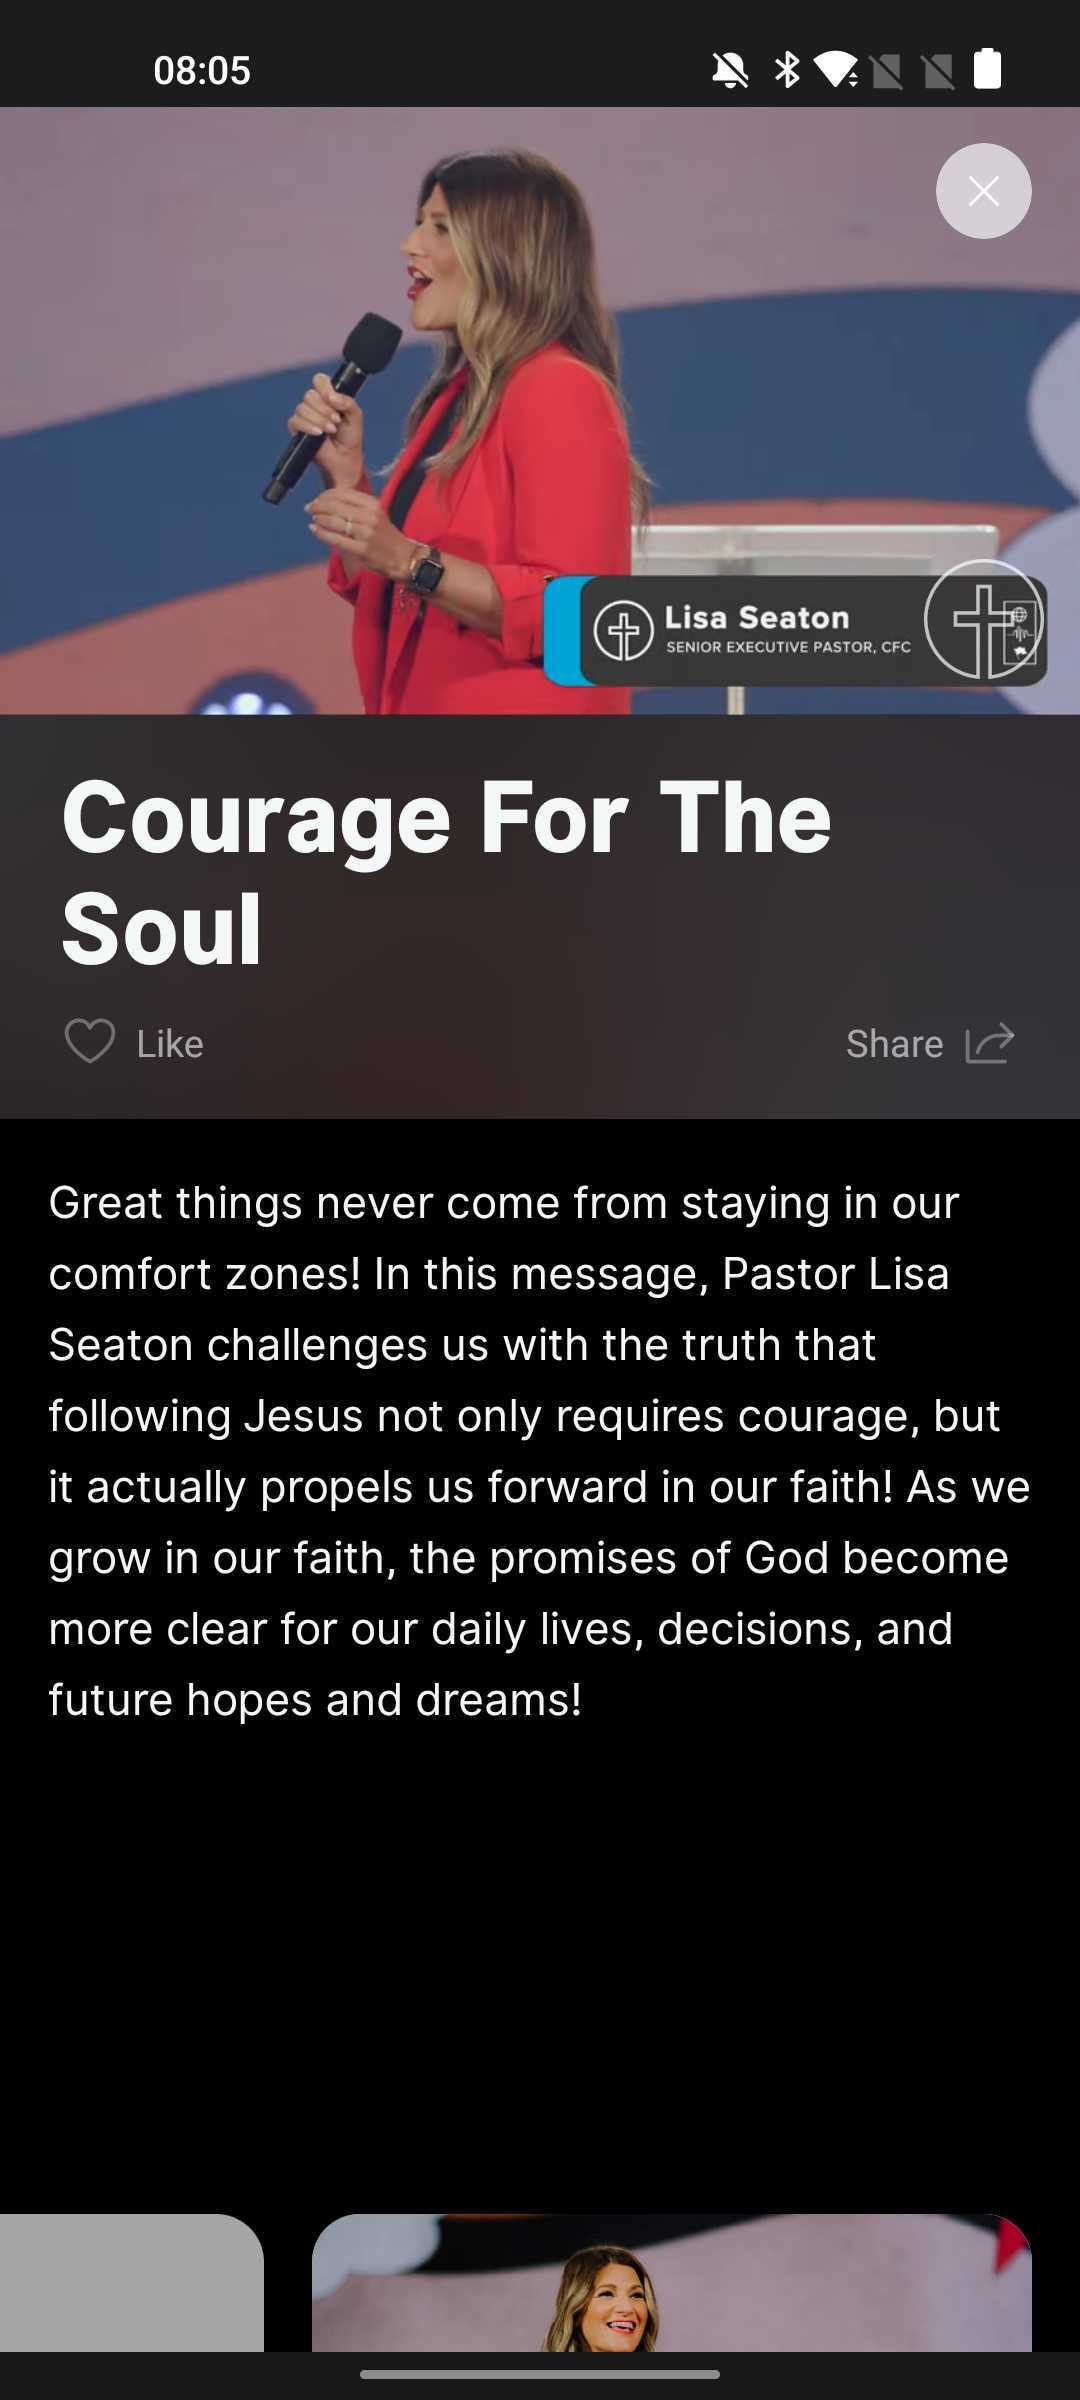 08:05
Lisa Seaton
SENIOR EXECUTIVE PASTOR, CFC
Courage For The
Soul
Like
Share
Great things never come from staying in our
comfort zones! In this message, Pastor Lisa
Seaton challenges us with the truth that
following Jesus not only requires courage, but
it actually propels us forward in our faith! As we
grow in our faith, the promises of God become
more clear for our daily lives, decisions, and
future hopes and dreams!